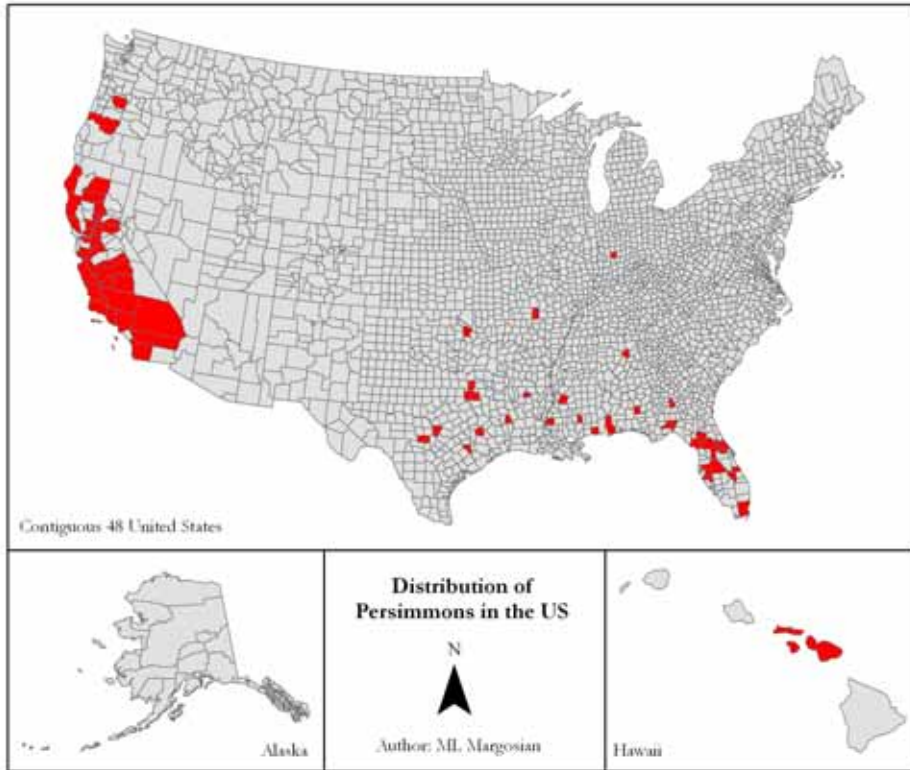 Contiguous 48 United States
Alaska
Distribution of
Persimmons in the US
N
Author: ML Margosian
Hawaii